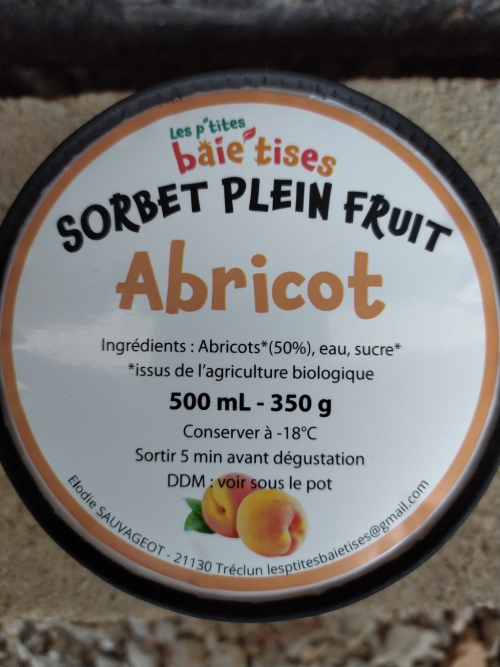 Les p'tites
baie'tises
SORBET PLEIN FRUIT
Abricot
Ingrédients : Abricots*(50%), eau, sucre*
*issus de l'agriculture biologique
500 mL - 350 g
Conserver à -18°C
Sortir 5 min avant dégustation
DDM : voir sous le pot
Elodie SAUVAGEOT - 21130 Tréclun lesptitesbaietises@gmail.com